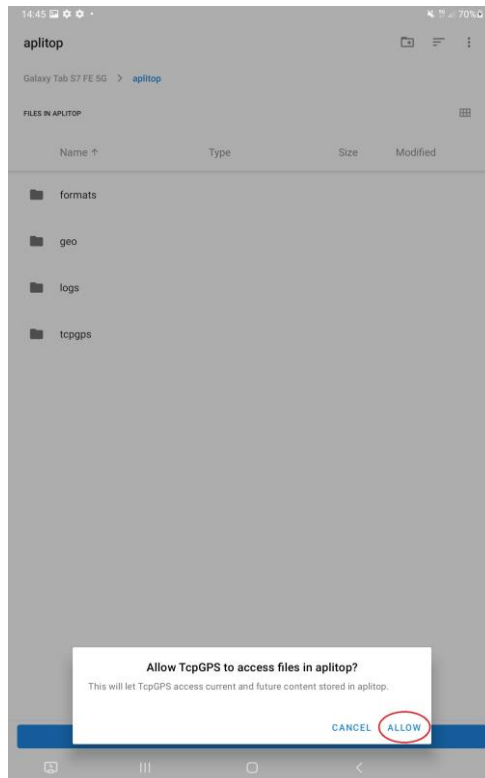 14:45
70%
aplitop
Galaxy Tab S7 FE 5G > aplitop
FILES IN APLITOP
Name ↑ Type Size Modified
formats
geo
logs
tcpgps
Allow TcpGPS to access files in aplitop?
This will let TcpGPS access current and future content stored in aplitop.
CANCEL ALLOW